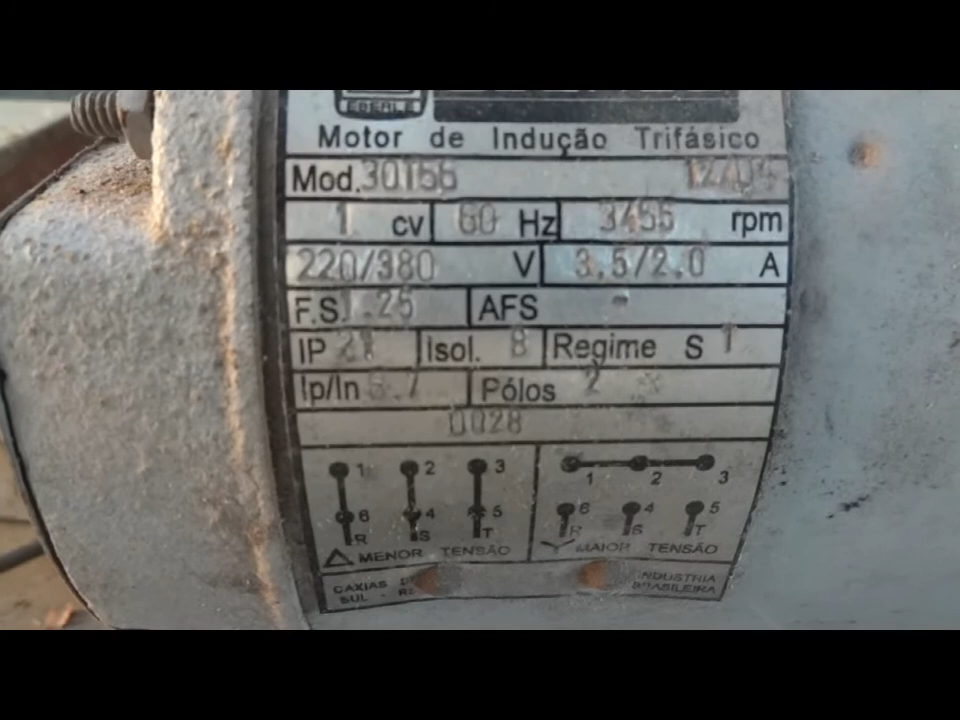 EBERLE
Motor de Indução Trifásico
Mod. 30156
1 cv 60 Hz 3455 rpm
220/380 V 3.5/2.0 A
F.S. 1.25 AFS -
IP 21 Isol. B Regime S 1
Ip/In 6.7 Pólos 2
0028
1 2 3 1 2 3
6 4 5 6 4 5
R S T R S T
MENOR TENSÃO MAIOR TENSÃO
CAXIAS INDUSTRIA
SUL - BRASILEIRA